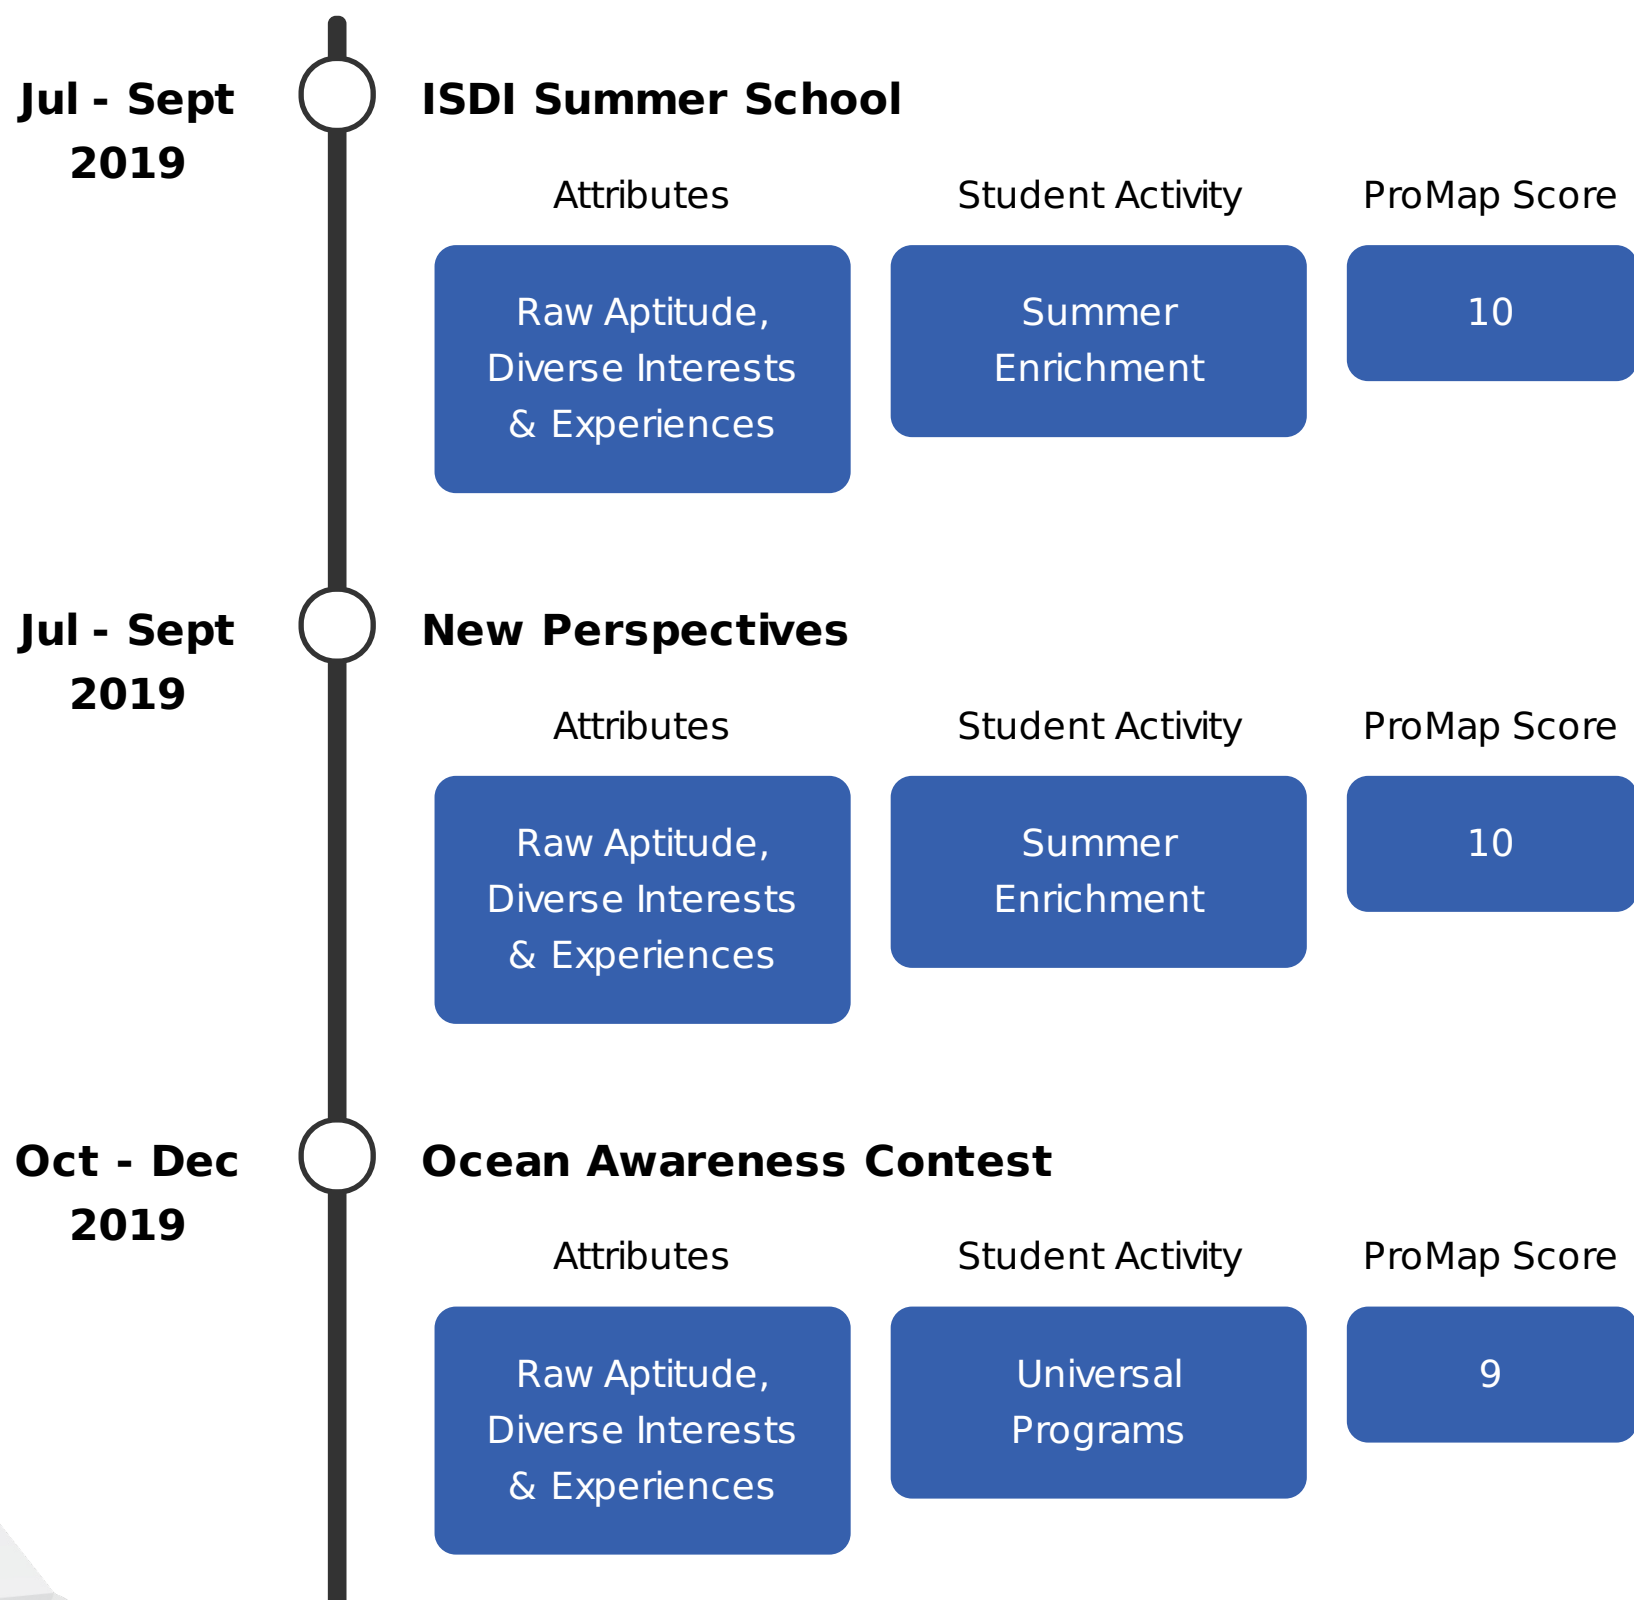 Jul - Sept
2019
ISDI Summer School
Attributes
Student Activity
ProMap Score
Raw Aptitude,
Diverse Interests
& Experiences
Summer
Enrichment
10
Jul - Sept
2019
New Perspectives
Attributes
Student Activity
ProMap Score
Raw Aptitude,
Diverse Interests
& Experiences
Summer
Enrichment
10
Oct - Dec
2019
Ocean Awareness Contest
Attributes
Student Activity
ProMap Score
Raw Aptitude,
Diverse Interests
& Experiences
Universal
Programs
9